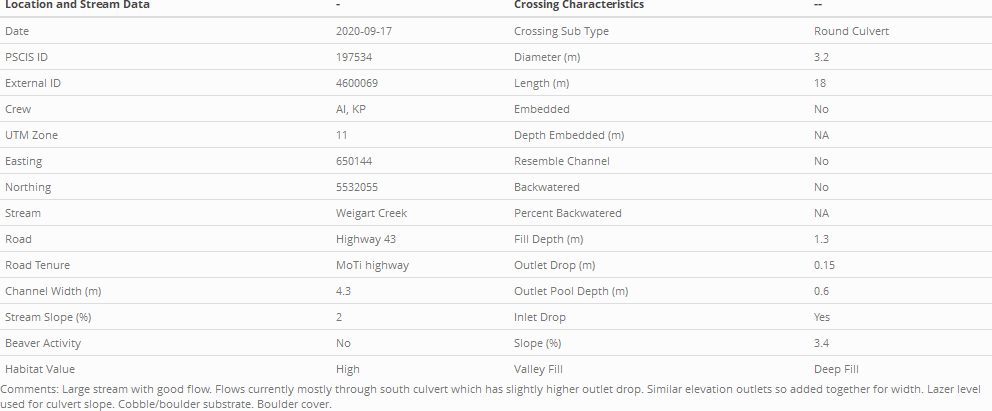 Location and Stream Data - Crossing Characteristics --
Date 2020-09-17 Crossing Sub Type Round Culvert
PSCIS ID 197534 Diameter (m) 3.2
External ID 4600069 Length (m) 18
Crew AI, KP Embedded No
UTM Zone 11 Depth Embedded (m) NA
Easting 650144 Resemble Channel No
Northing 5532055 Backwatered No
Stream Weigart Creek Percent Backwatered NA
Road Highway 43 Fill Depth (m) 1.3
Road Tenure MoTi highway Outlet Drop (m) 0.15
Channel Width (m) 4.3 Outlet Pool Depth (m) 0.6
Stream Slope (%) 2 Inlet Drop Yes
Beaver Activity No Slope (%) 3.4
Habitat Value High Valley Fill Deep Fill
Comments: Large stream with good flow. Flows currently mostly through south culvert which has slightly higher outlet drop. Similar elevation outlets so added together for width. Lazer level
used for culvert slope. Cobble/boulder substrate. Boulder cover.